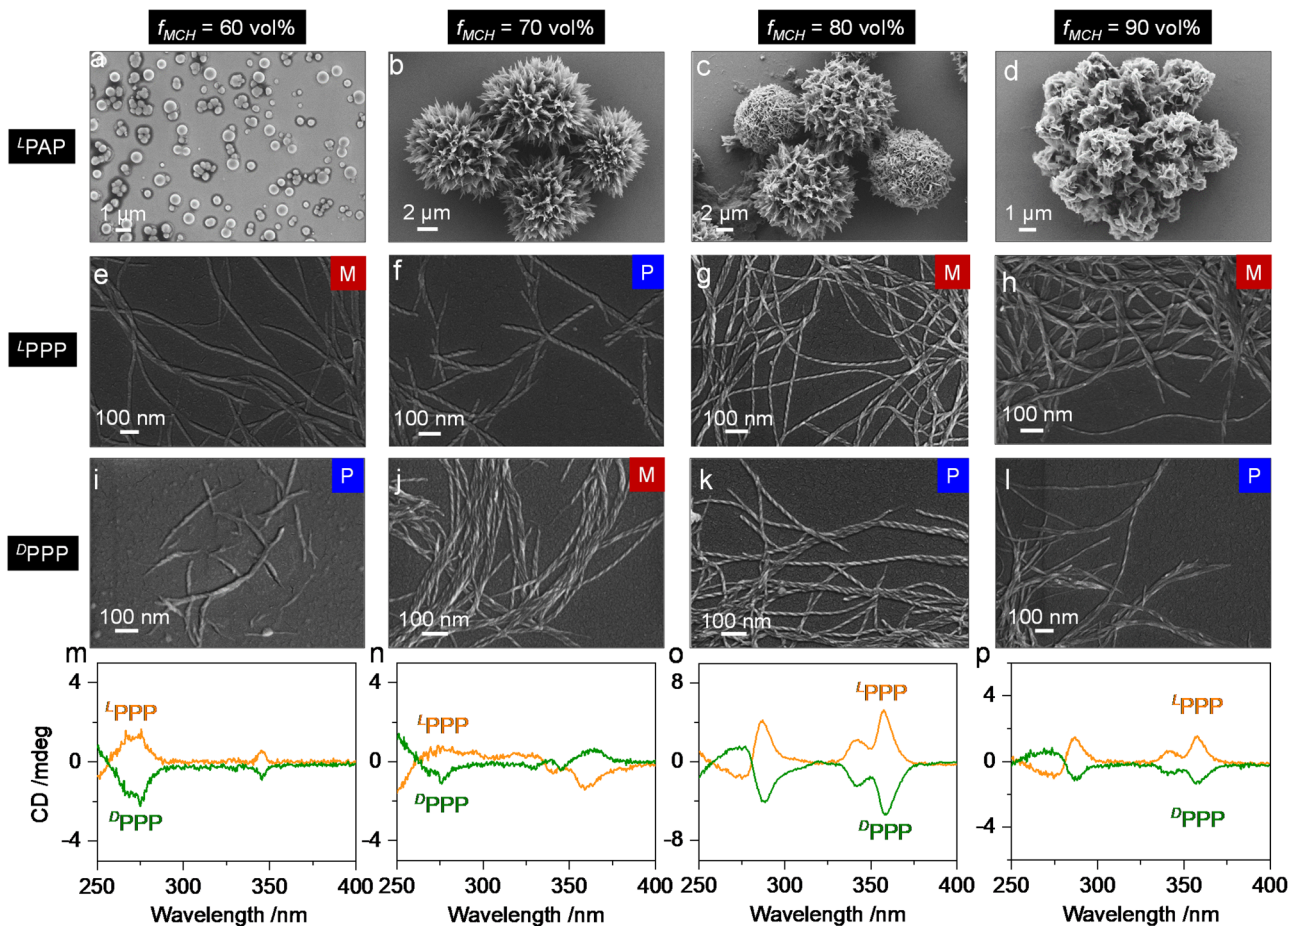 f_MCH = 60 vol%
f_MCH = 70 vol%
f_MCH = 80 vol%
f_MCH = 90 vol%
ᴸPAP
a
1 µm
b
2 µm
c
2 µm
d
1 µm
ᴸPPP
e
M
100 nm
f
P
100 nm
g
M
100 nm
h
M
100 nm
ᴰPPP
i
P
100 nm
j
M
100 nm
k
P
100 nm
l
P
100 nm
CD /mdeg
m
4
0
−4
ᴸPPP
ᴰPPP
250 300 350 400
Wavelength /nm
n
4
0
−4
ᴸPPP
ᴰPPP
250 300 350 400
Wavelength /nm
o
8
0
−8
ᴸPPP
ᴰPPP
250 300 350 400
Wavelength /nm
p
4
0
−4
ᴸPPP
ᴰPPP
250 300 350 400
Wavelength /nm